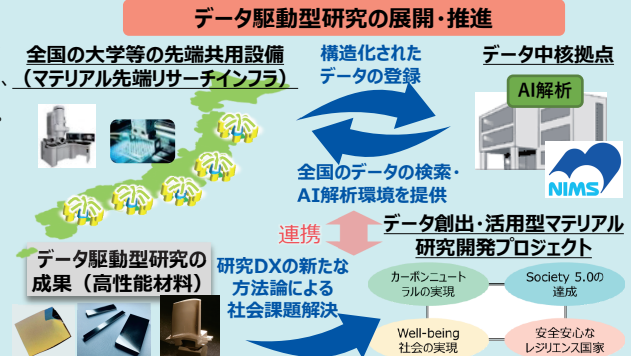 データ駆動型研究の展開・推進
全国の大学等の先端共用設備
、（マテリアル先端リサーチインフラ）
構造化された
データの登録
データ中核拠点
AI解析
NIMS
全国のデータの検索・
AI解析環境を提供
連携
データ創出・活用型マテリアル
研究開発プロジェクト
データ駆動型研究の
成果（高性能材料）
研究DXの新たな
方法論による
社会課題解決
カーボンニュート
ラルの実現
Society 5.0の
達成
Well-being
社会の実現
安全安心な
レジリエンス国家